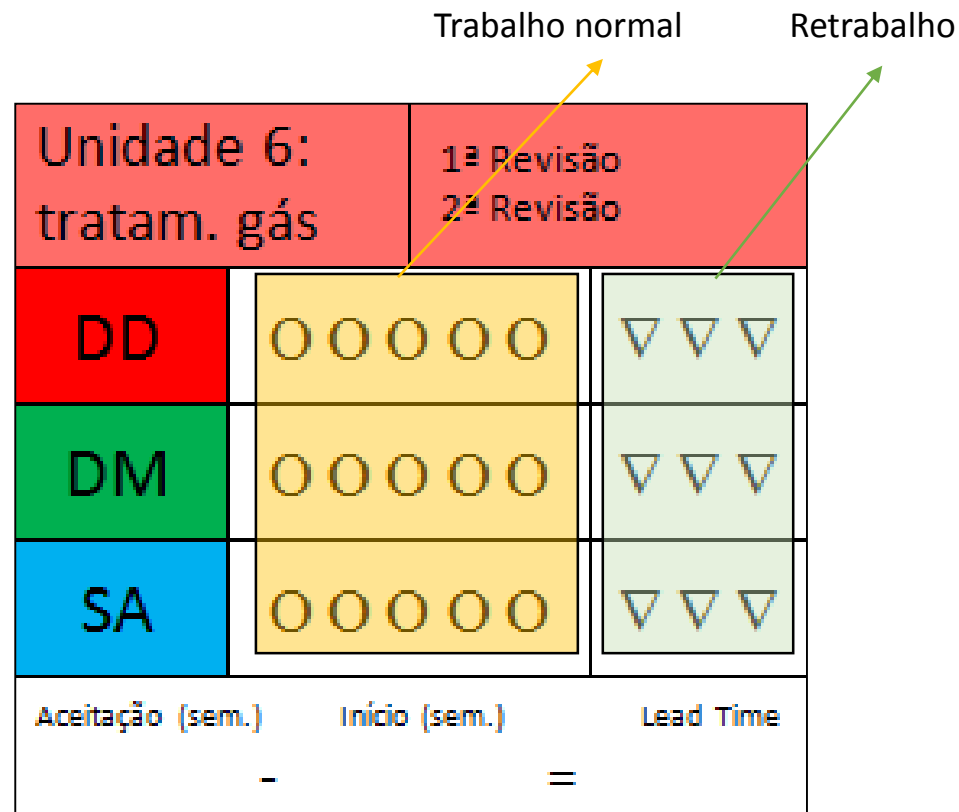 Trabalho normal Retrabalho
Unidade 6:
tratam. gás
1ª Revisão
2ª Revisão
DD O O O O O ▽ ▽ ▽
DM O O O O O ▽ ▽ ▽
SA O O O O O ▽ ▽ ▽
Aceitação (sem.) Início (sem.) Lead Time
- =